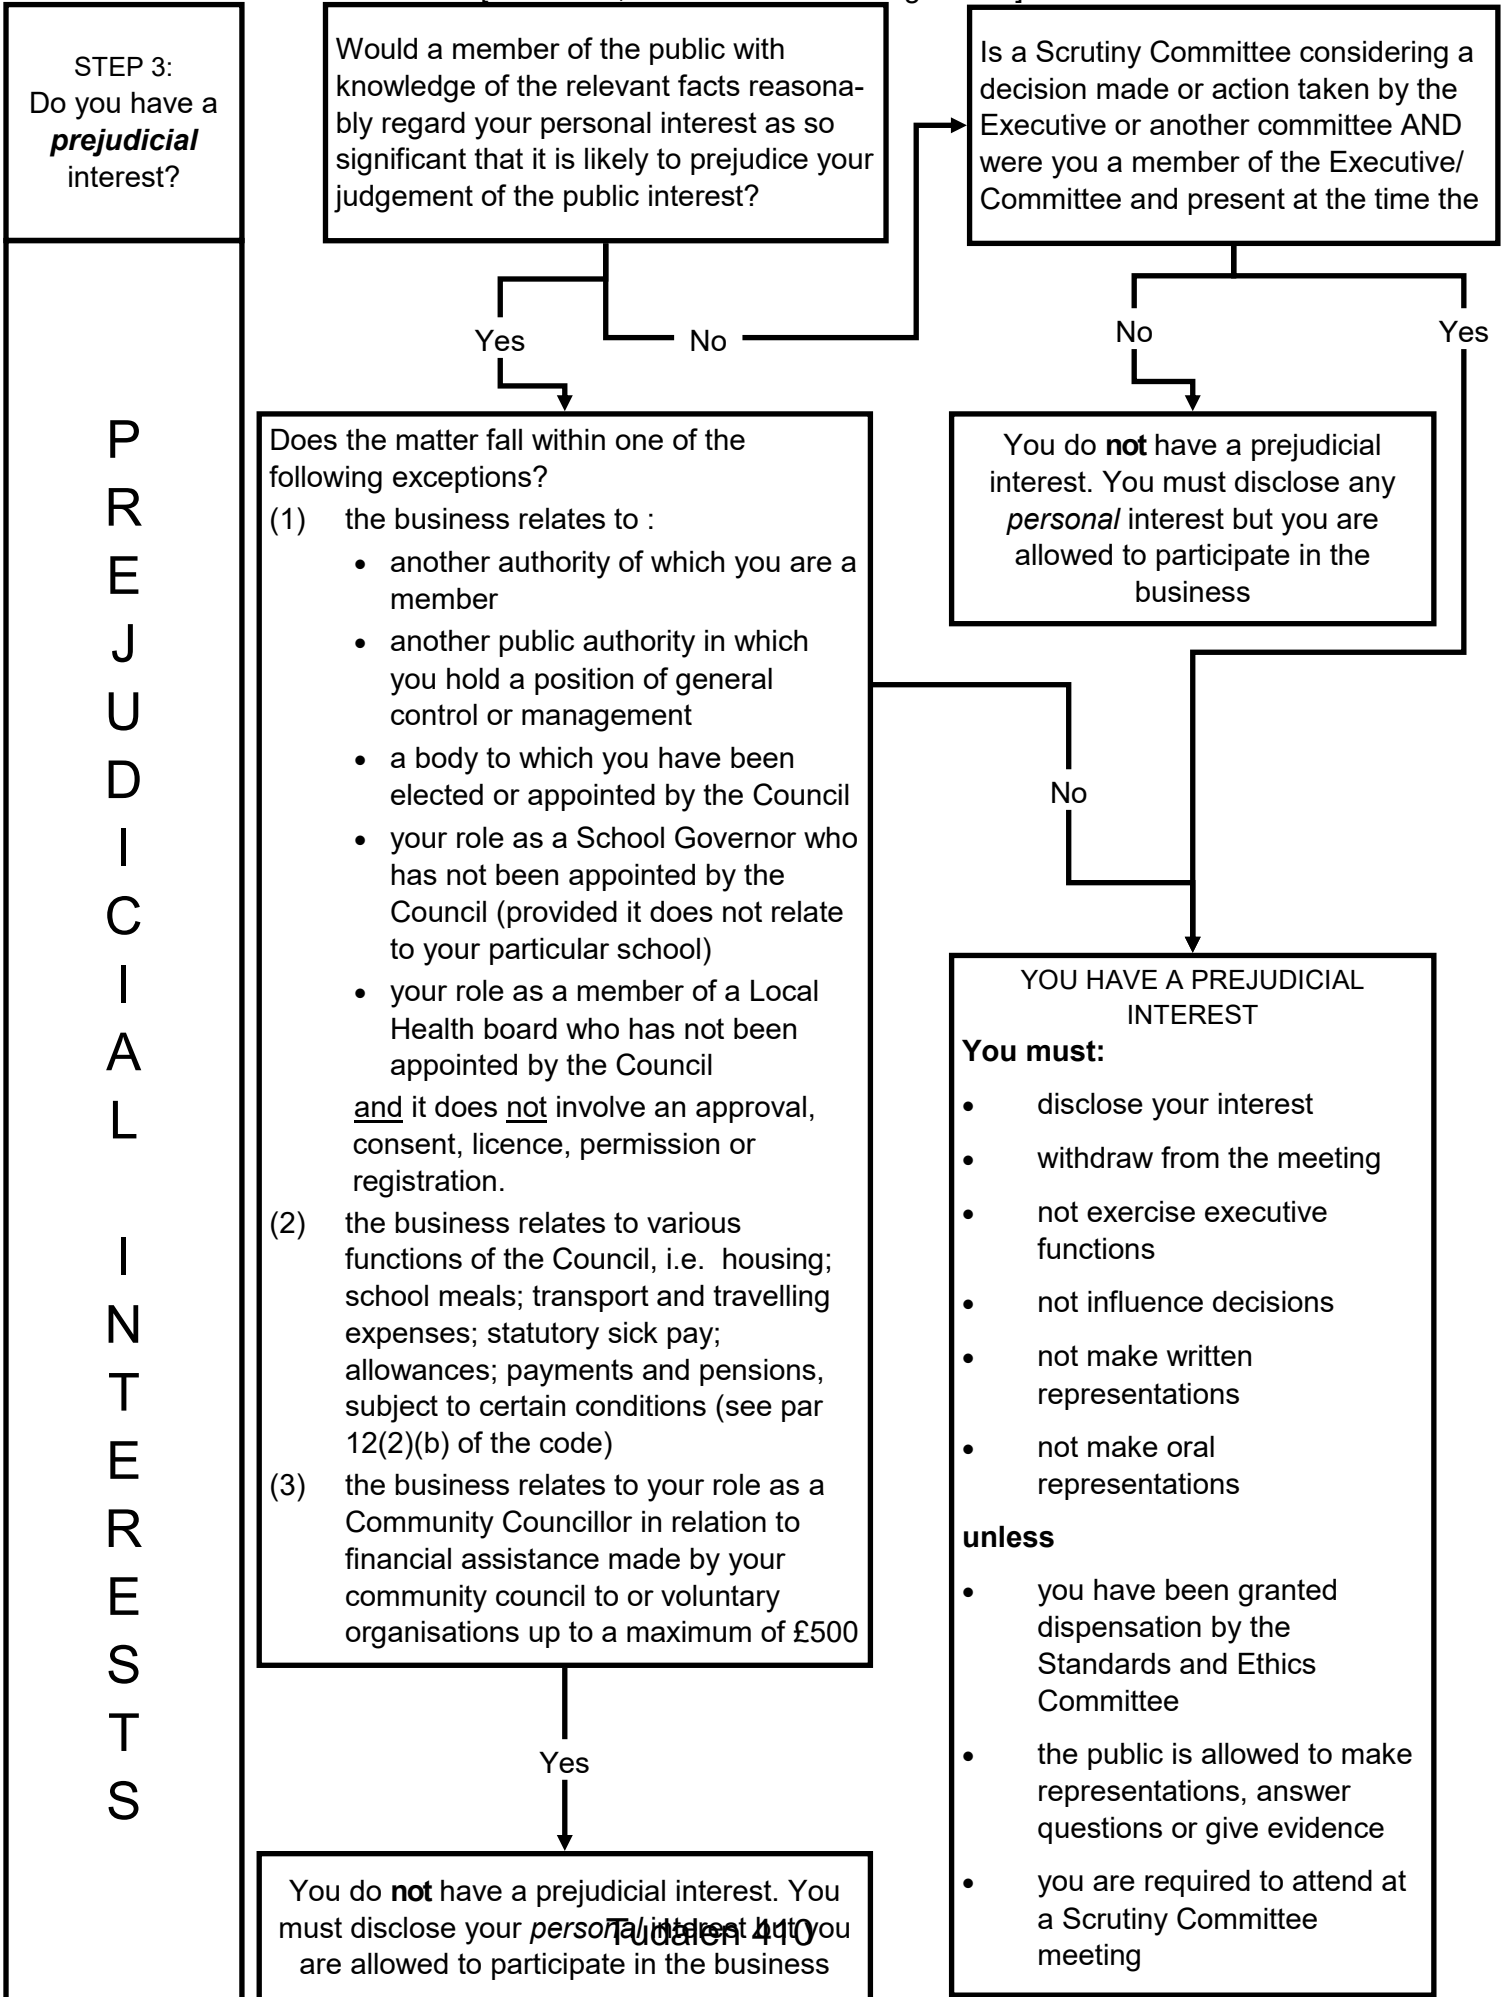 STEP 3:
Do you have a
prejudicial
interest?
P
R
E
J
U
D
I
C
I
A
L
I
N
T
E
R
E
S
T
S
Would a member of the public with
knowledge of the relevant facts reasona-
bly regard your personal interest as so
significant that it is likely to prejudice your
judgement of the public interest?
Is a Scrutiny Committee considering a
decision made or action taken by the
Executive or another committee AND
were you a member of the Executive/
Committee and present at the time the
Yes
No
No
Yes
Does the matter fall within one of the
following exceptions?
(1) the business relates to :
• another authority of which you are a
member
• another public authority in which
you hold a position of general
control or management
• a body to which you have been
elected or appointed by the Council
• your role as a School Governor who
has not been appointed by the
Council (provided it does not relate
to your particular school)
• your role as a member of a Local
Health board who has not been
appointed by the Council
and it does not involve an approval,
consent, licence, permission or
registration.
(2) the business relates to various
functions of the Council, i.e. housing;
school meals; transport and travelling
expenses; statutory sick pay;
allowances; payments and pensions,
subject to certain conditions (see par
12(2)(b) of the code)
(3) the business relates to your role as a
Community Councillor in relation to
financial assistance made by your
community council to or voluntary
organisations up to a maximum of £500
You do not have a prejudicial
interest. You must disclose any
personal interest but you are
allowed to participate in the
business
No
YOU HAVE A PREJUDICIAL
INTEREST
You must:
• disclose your interest
• withdraw from the meeting
• not exercise executive
functions
• not influence decisions
• not make written
representations
• not make oral
representations
unless
• you have been granted
dispensation by the
Standards and Ethics
Committee
• the public is allowed to make
representations, answer
questions or give evidence
• you are required to attend at
a Scrutiny Committee
meeting
Yes
You do not have a prejudicial interest. You
must disclose your personal interest but you
are allowed to participate in the business
Tudalen 410